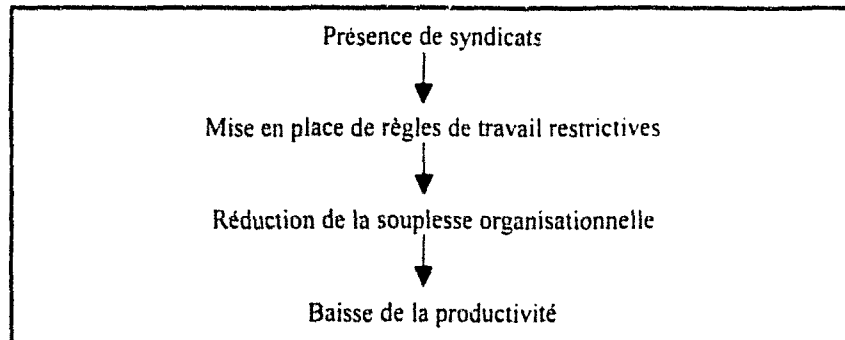 Présence de syndicats
Mise en place de règles de travail restrictives
Réduction de la souplesse organisationnelle
Baisse de la productivité